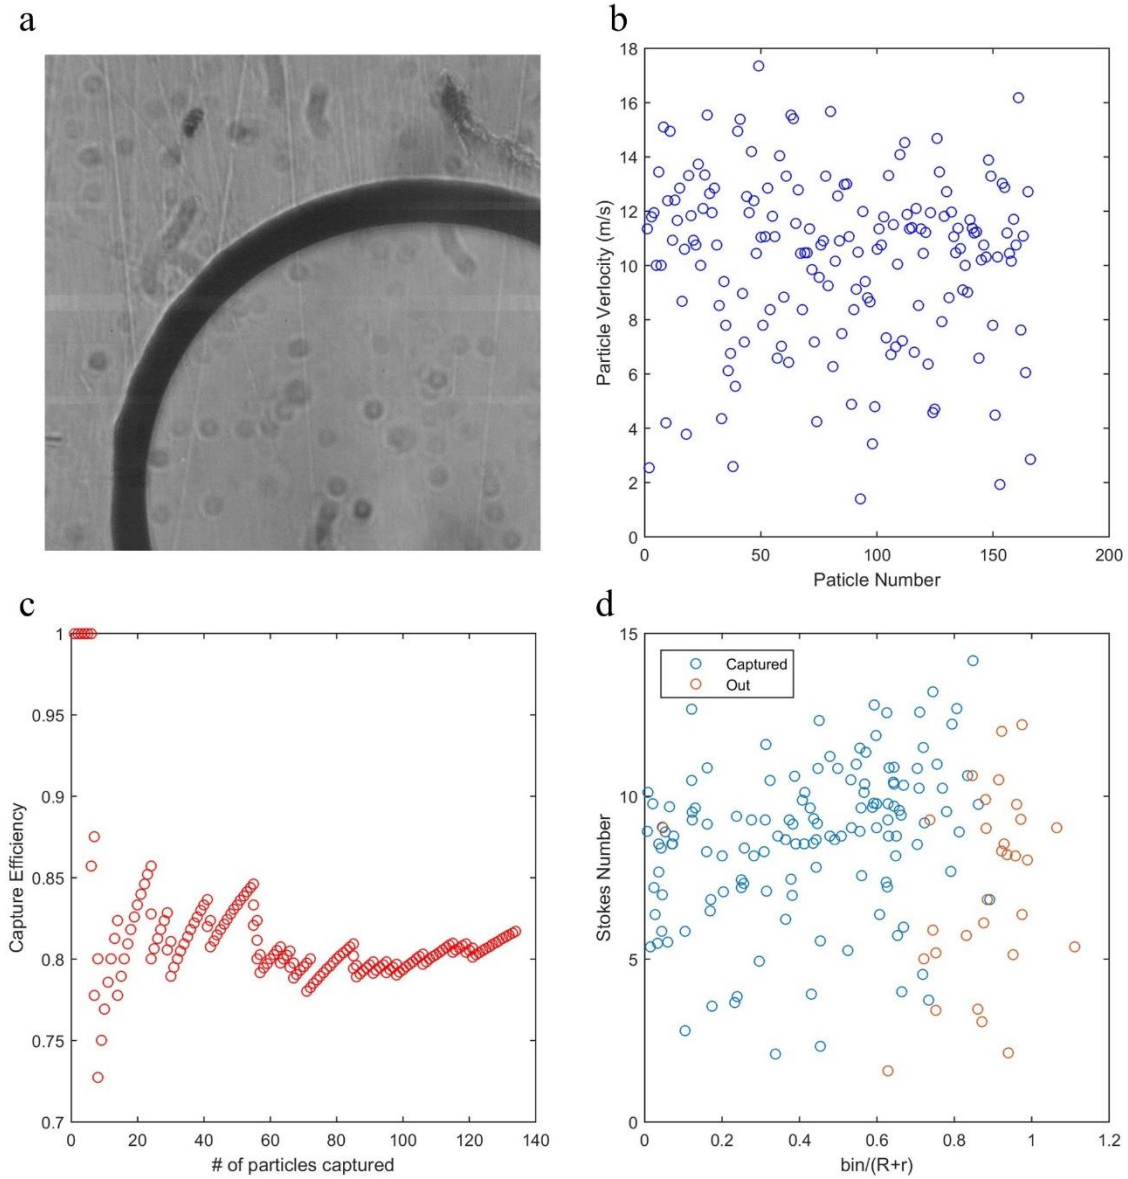 a
b
18
16
14
12
10
8
6
4
2
0
Particle Verlocity (m/s)
0 50 100 150 200
Paticle Number
c
1
0.95
0.9
0.85
0.8
0.75
0.7
Capture Efficiency
0 20 40 60 80 100 120 140
# of particles captured
d
15
10
5
0
Stokes Number
Captured
Out
0 0.2 0.4 0.6 0.8 1 1.2
bin/(R+r)